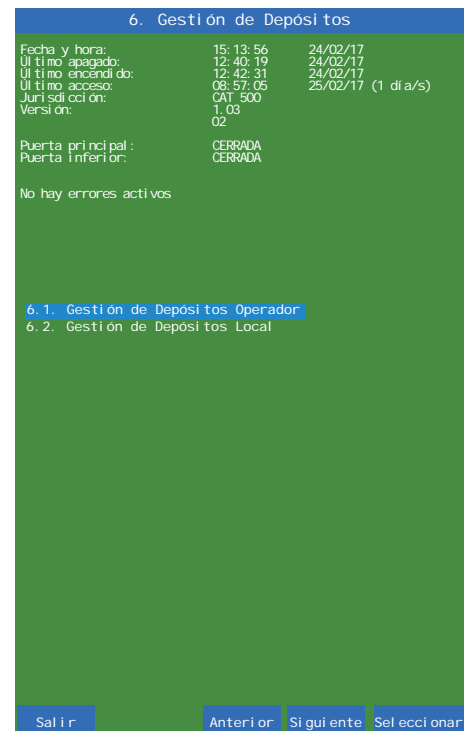 6. Gestión de Depósitos
Fecha y hora: 15:13:56 24/02/17
Último apagado: 12:40:19 24/02/17
Último encendido: 12:42:31 24/02/17
Último acceso: 08:57:05 25/02/17 (1 día/s)
Jurisdicción: CAT 500
Versión: 1.03
02
Puerta principal: CERRADA
Puerta inferior: CERRADA
No hay errores activos
6.1. Gestión de Depósitos Operador
6.2. Gestión de Depósitos Local
Salir Anterior Siguiente Seleccionar